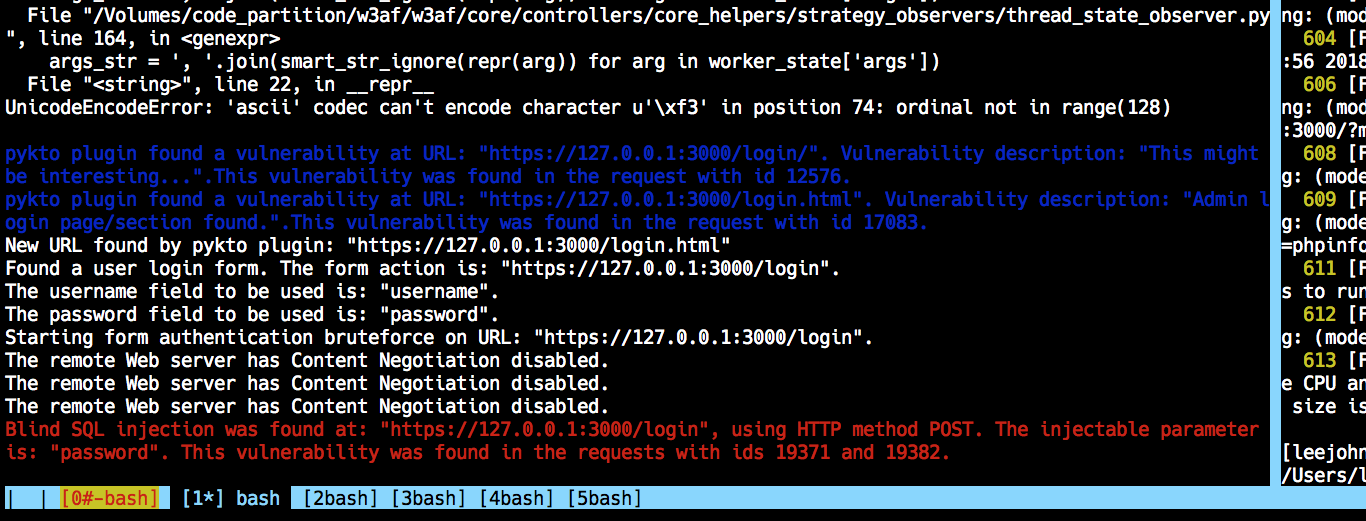 File "/Volumes/code_partition/w3af/w3af/core/controllers/core_helpers/strategy_observers/thread_state_observer.py
", line 164, in <genexpr>
args_str = ', '.join(smart_str_ignore(repr(arg)) for arg in worker_state['args'])
File "<string>", line 22, in __repr__
UnicodeEncodeError: 'ascii' codec can't encode character u'\xf3' in position 74: ordinal not in range(128)
pykto plugin found a vulnerability at URL: "https://127.0.0.1:3000/login/". Vulnerability description: "This might
be interesting...".This vulnerability was found in the request with id 12576.
pykto plugin found a vulnerability at URL: "https://127.0.0.1:3000/login.html". Vulnerability description: "Admin l
ogin page/section found.".This vulnerability was found in the request with id 17083.
New URL found by pykto plugin: "https://127.0.0.1:3000/login.html"
Found a user login form. The form action is: "https://127.0.0.1:3000/login".
The username field to be used is: "username".
The password field to be used is: "password".
Starting form authentication bruteforce on URL: "https://127.0.0.1:3000/login".
The remote Web server has Content Negotiation disabled.
The remote Web server has Content Negotiation disabled.
The remote Web server has Content Negotiation disabled.
Blind SQL injection was found at: "https://127.0.0.1:3000/login", using HTTP method POST. The injectable parameter
is: "password". This vulnerability was found in the requests with ids 19371 and 19382.
| | [0#-bash] [1*] bash [2bash] [3bash] [4bash] [5bash]
ng: (mod
604 [F
:56 2018
606 [F
ng: (mod
:3000/?m
608 [F
g: (mode
609 [F
g: (mode
=phpinfo
611 [F
s to run
612 [F
g: (mode
613 [F
e CPU an
size is
[leejohn
/Users/l